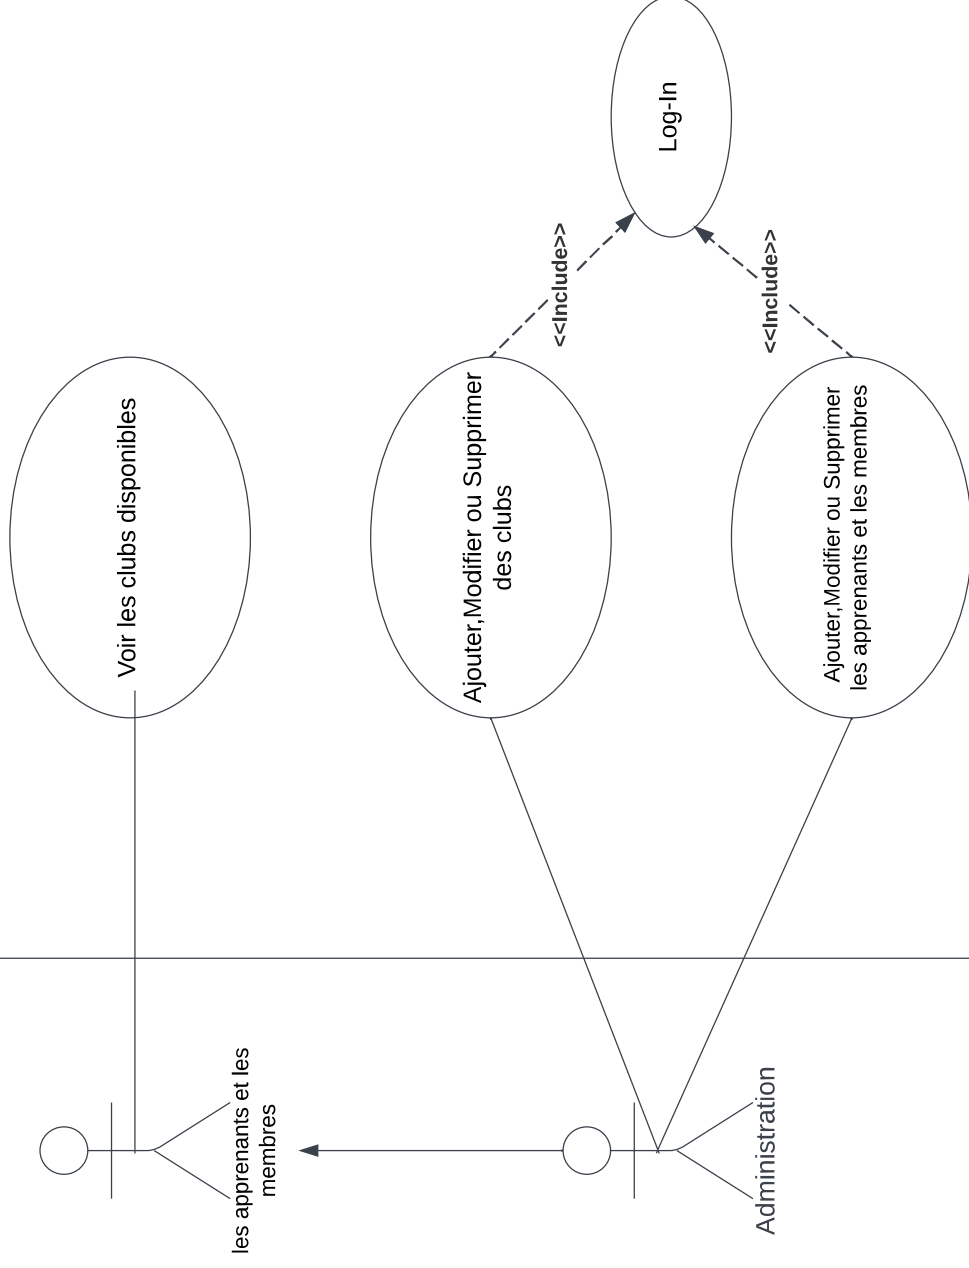 Voir les clubs disponibles
les apprenants et les
membres
Ajouter,Modifier ou Supprimer
des clubs
<<Include>>
Log-In
<<Include>>
Ajouter,Modifier ou Supprimer
les apprenants et les membres
Administration